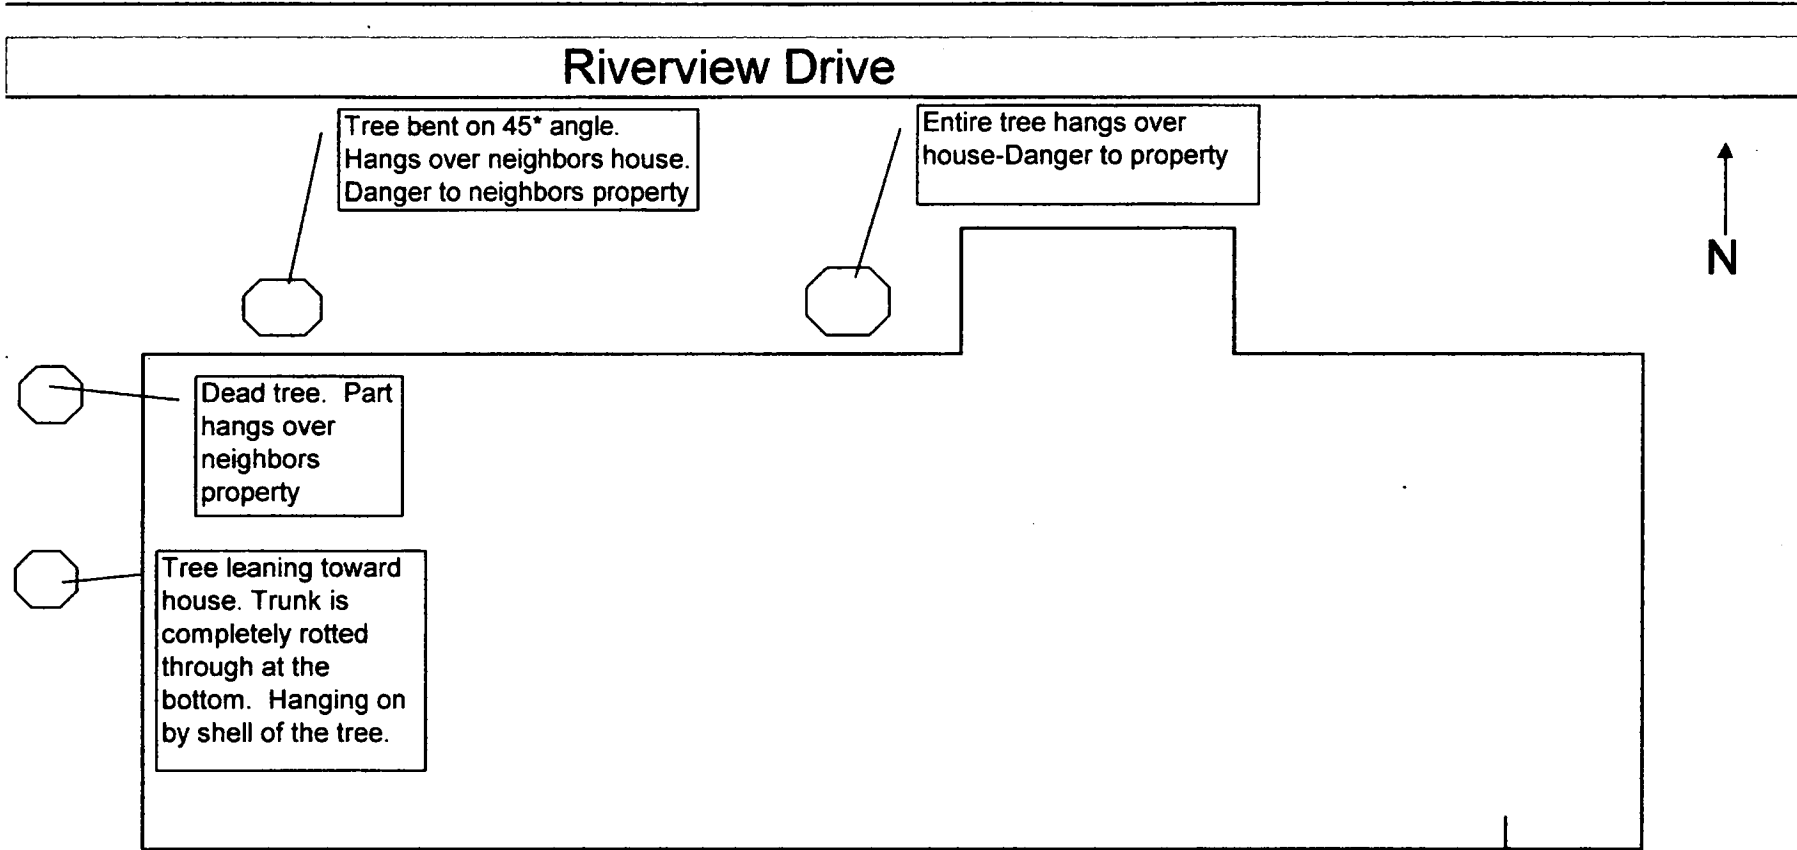 Riverview Drive
Tree bent on 45* angle.
Hangs over neighbors house.
Danger to neighbors property
Entire tree hangs over
house-Danger to property
N
Dead tree.  Part
hangs over
neighbors
property
Tree leaning toward
house. Trunk is
completely rotted
through at the
bottom.  Hanging on
by shell of the tree.